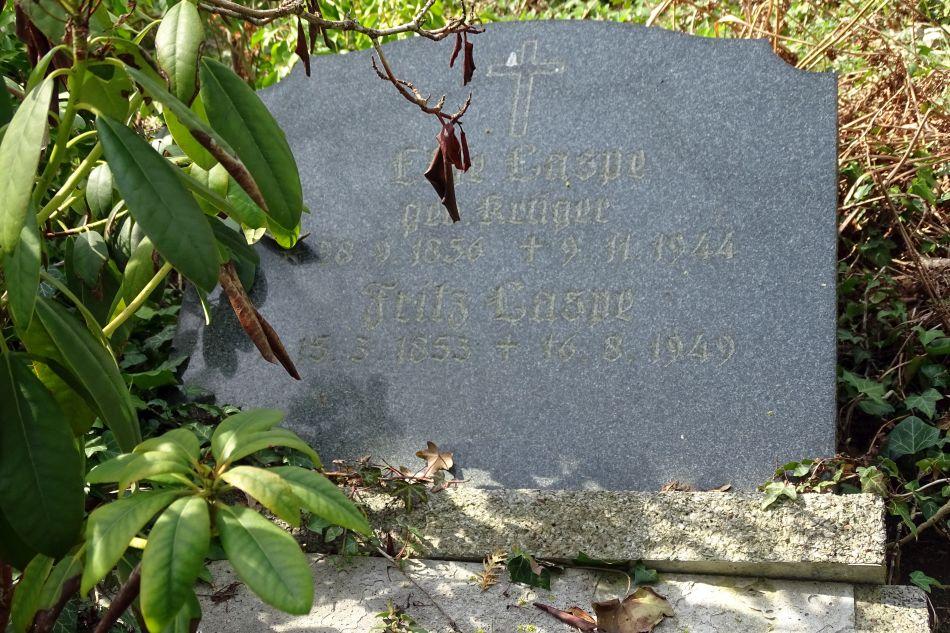 Laspe
geb. Krüger
* 28. 9. 1856 + 9. 11. 1944
Fritz Laspe
15. 3. 1853 + 16. 8. 1949